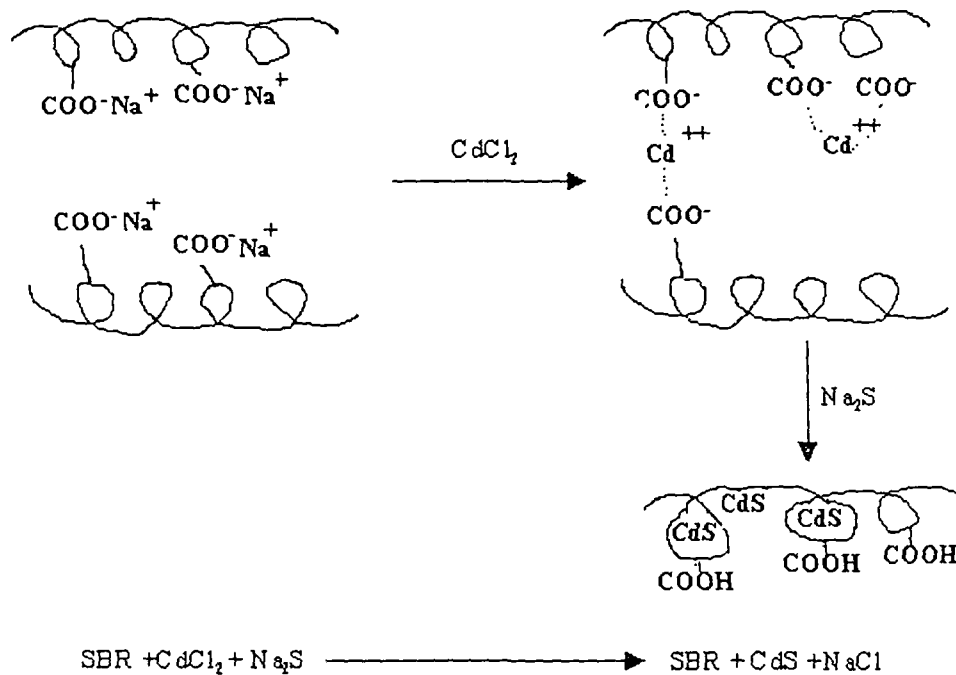 COO⁻Na⁺ COO⁻Na⁺
COO⁻ COO⁻ COO⁻
Cd⁺⁺ Cd⁺⁺
CdCl₂
COO⁻Na⁺ COO⁻Na⁺
COO⁻
Na₂S
CdS CdS CdS
COOH COOH COOH
SBR +CdCl₂+ Na₂S SBR + CdS +NaCl